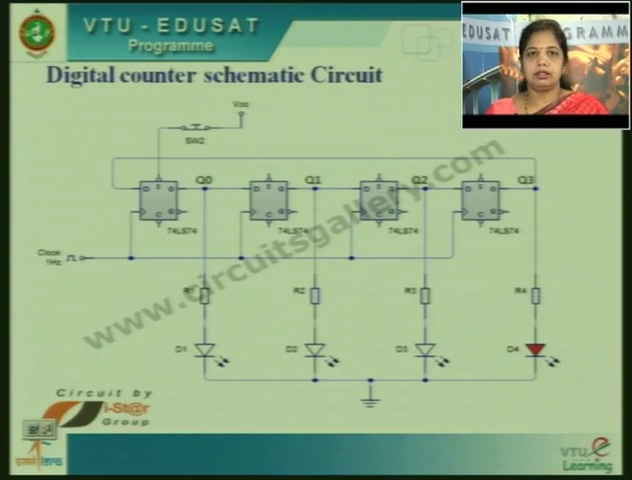 VTU - EDUSAT
Programme
EDUSAT PROGRAMM
Digital counter schematic Circuit
Vcc
SW2
Q0
Q1
Q2
Q3
D S Q
D S Q
D S Q
D S Q
74LS74
74LS74
74LS74
74LS74
Clock
1Hz
R1
R2
R3
R4
D1
D2
D3
D4
www.circuitsgallery.com
Circuit by
i-St@r
Group
VTU e
Learning